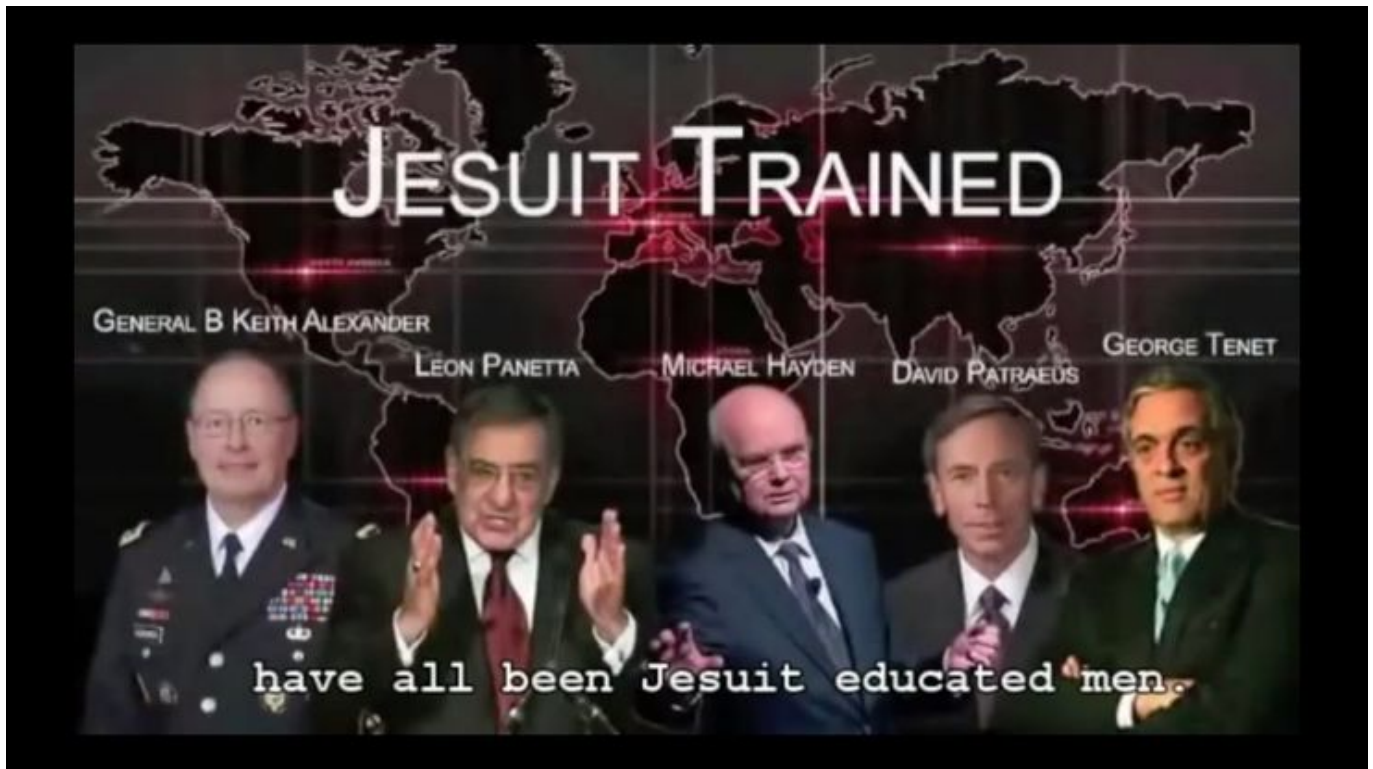 JESUIT TRAINED
GENERAL B KEITH ALEXANDER
LEON PANETTA
MICHAEL HAYDEN
DAVID PATRAEUS
GEORGE TENET
have all been Jesuit educated men.